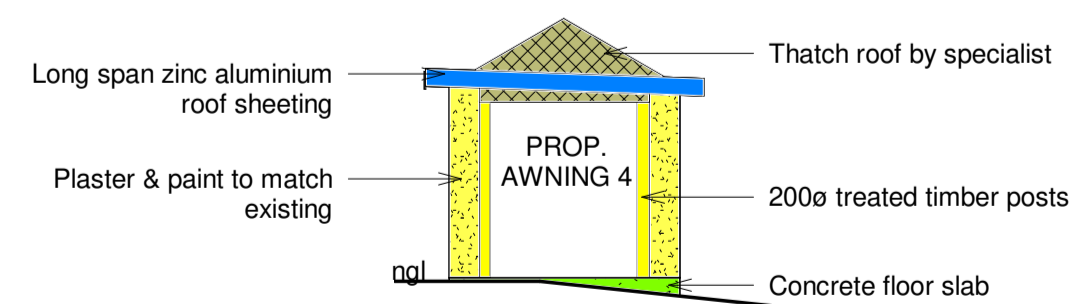 Thatch roof by specialist
Long span zinc aluminium
roof sheeting
PROP.
AWNING 4
Plaster & paint to match
existing
200ø treated timber posts
ngl
Concrete floor slab